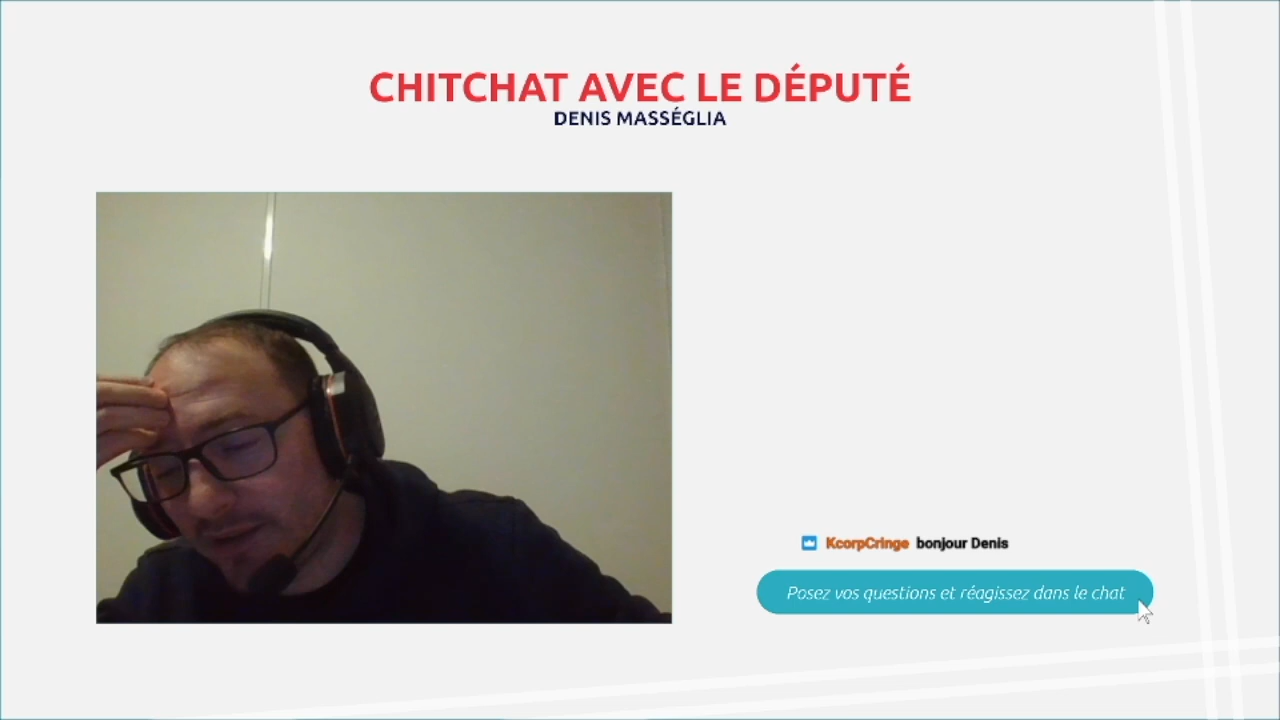 CHITCHAT AVEC LE DÉPUTÉ
DENIS MASSÉGLIA
KcorpCringe bonjour Denis
Posez vos questions et réagissez dans le chat